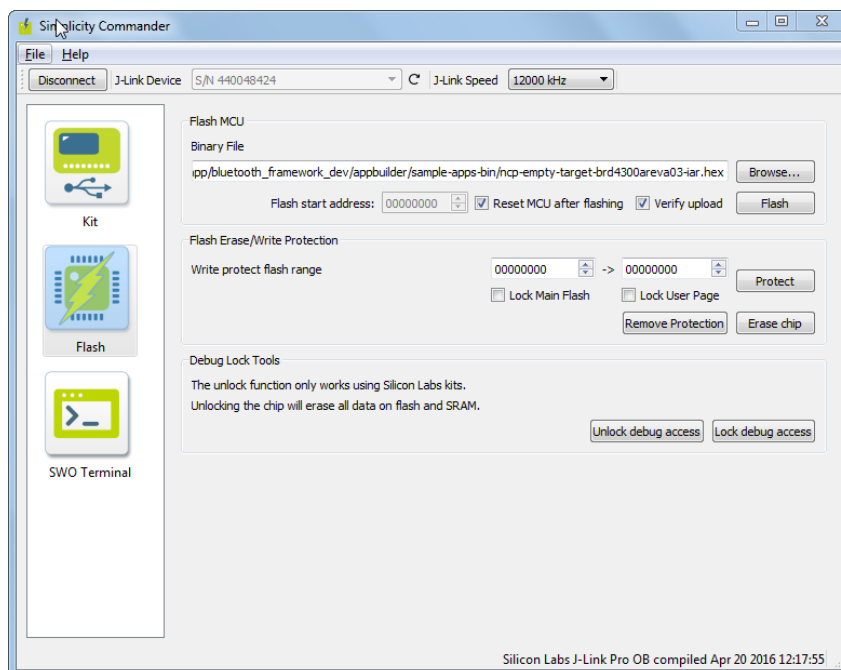 Simplicity Commander
File Help
Disconnect J-Link Device S/N 440048424 J-Link Speed 12000 kHz
Flash MCU
Binary File
pp/bluetooth_framework_dev/appbuilder/sample-apps-bin/ncp-empty-target-brd4300areva03-iar.hex Browse...
Flash start address: 00000000 Reset MCU after flashing Verify upload Flash
Kit
Flash Erase/Write Protection
Write protect flash range 00000000 -> 00000000 Protect
Lock Main Flash Lock User Page
Remove Protection Erase chip
Flash
Debug Lock Tools
The unlock function only works using Silicon Labs kits.
Unlocking the chip will erase all data on flash and SRAM.
Unlock debug access Lock debug access
SWO Terminal
Silicon Labs J-Link Pro OB compiled Apr 20 2016 12:17:55